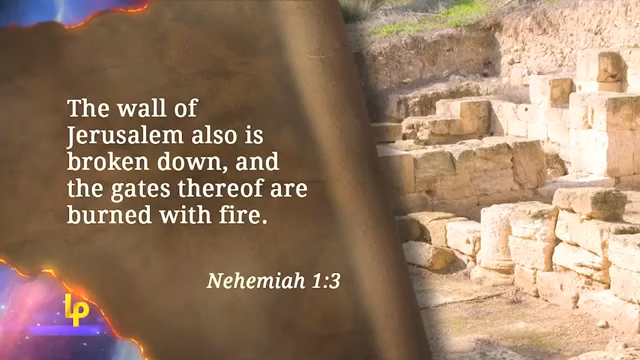 The wall of
Jerusalem also is
broken down, and
the gates thereof are
burned with fire.
Nehemiah 1:3
LP